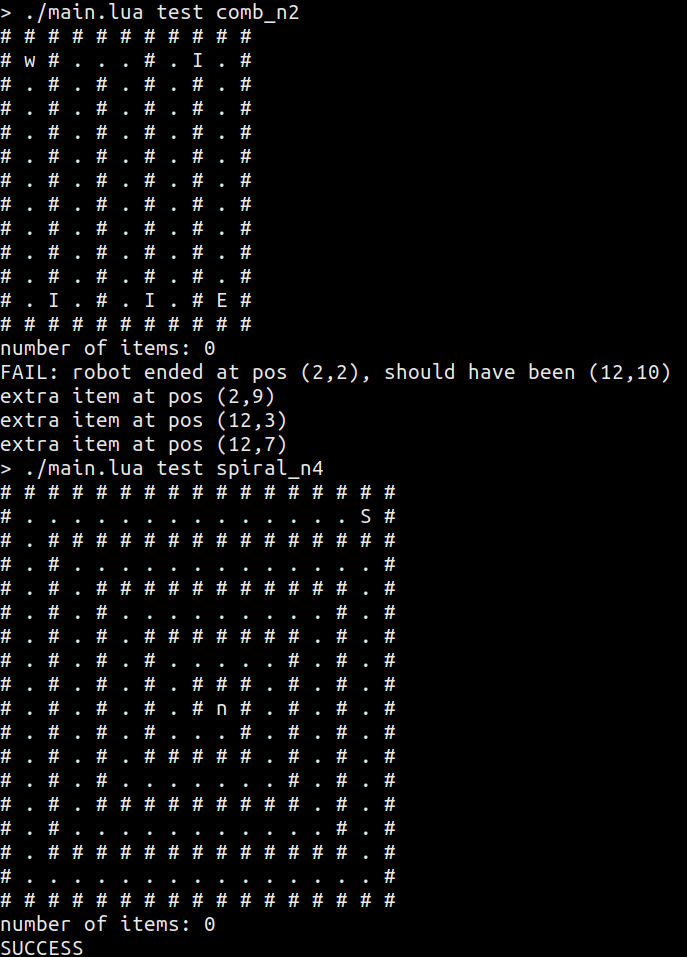 > ./main.lua test comb_n2
# # # # # # # # # # #
# w # . . . # . I . #
# . # . # . # . # . #
# . # . # . # . # . #
# . # . # . # . # . #
# . # . # . # . # . #
# . # . # . # . # . #
# . # . # . # . # . #
# . # . # . # . # . #
# . # . # . # . # . #
# . # . # . # . # . #
# . I . # . I . # E #
# # # # # # # # # # #
number of items: 0
FAIL: robot ended at pos (2,2), should have been (12,10)
extra item at pos (2,9)
extra item at pos (12,3)
extra item at pos (12,7)
> ./main.lua test spiral_n4
# # # # # # # # # # # # # # # # #
# . . . . . . . . . . . . . . S #
# . # # # # # # # # # # # # # # #
# . # . . . . . . . . . . . . . #
# . # . # # # # # # # # # # # . #
# . # . # . . . . . . . . . # . #
# . # . # . # # # # # # # . # . #
# . # . # . # . . . . . # . # . #
# . # . # . # . # # # . # . # . #
# . # . # . # . # n # . # . # . #
# . # . # . # . . . # . # . # . #
# . # . # . # # # # # . # . # . #
# . # . # . . . . . . . # . # . #
# . # . # # # # # # # # # . # . #
# . # . . . . . . . . . . . # . #
# . # # # # # # # # # # # # # . #
# . . . . . . . . . . . . . . . #
# # # # # # # # # # # # # # # # #
number of items: 0
SUCCESS